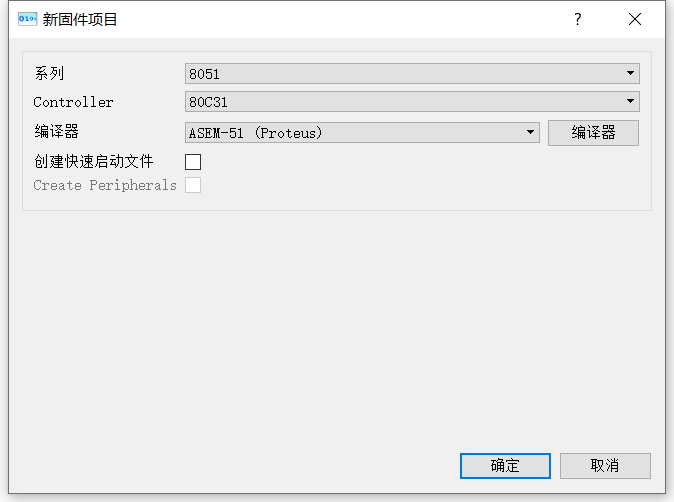 新固件项目
系列 8051
Controller 80C31
编译器 ASEM-51 (Proteus) 编译器
创建快速启动文件
Create Peripherals
确定 取消